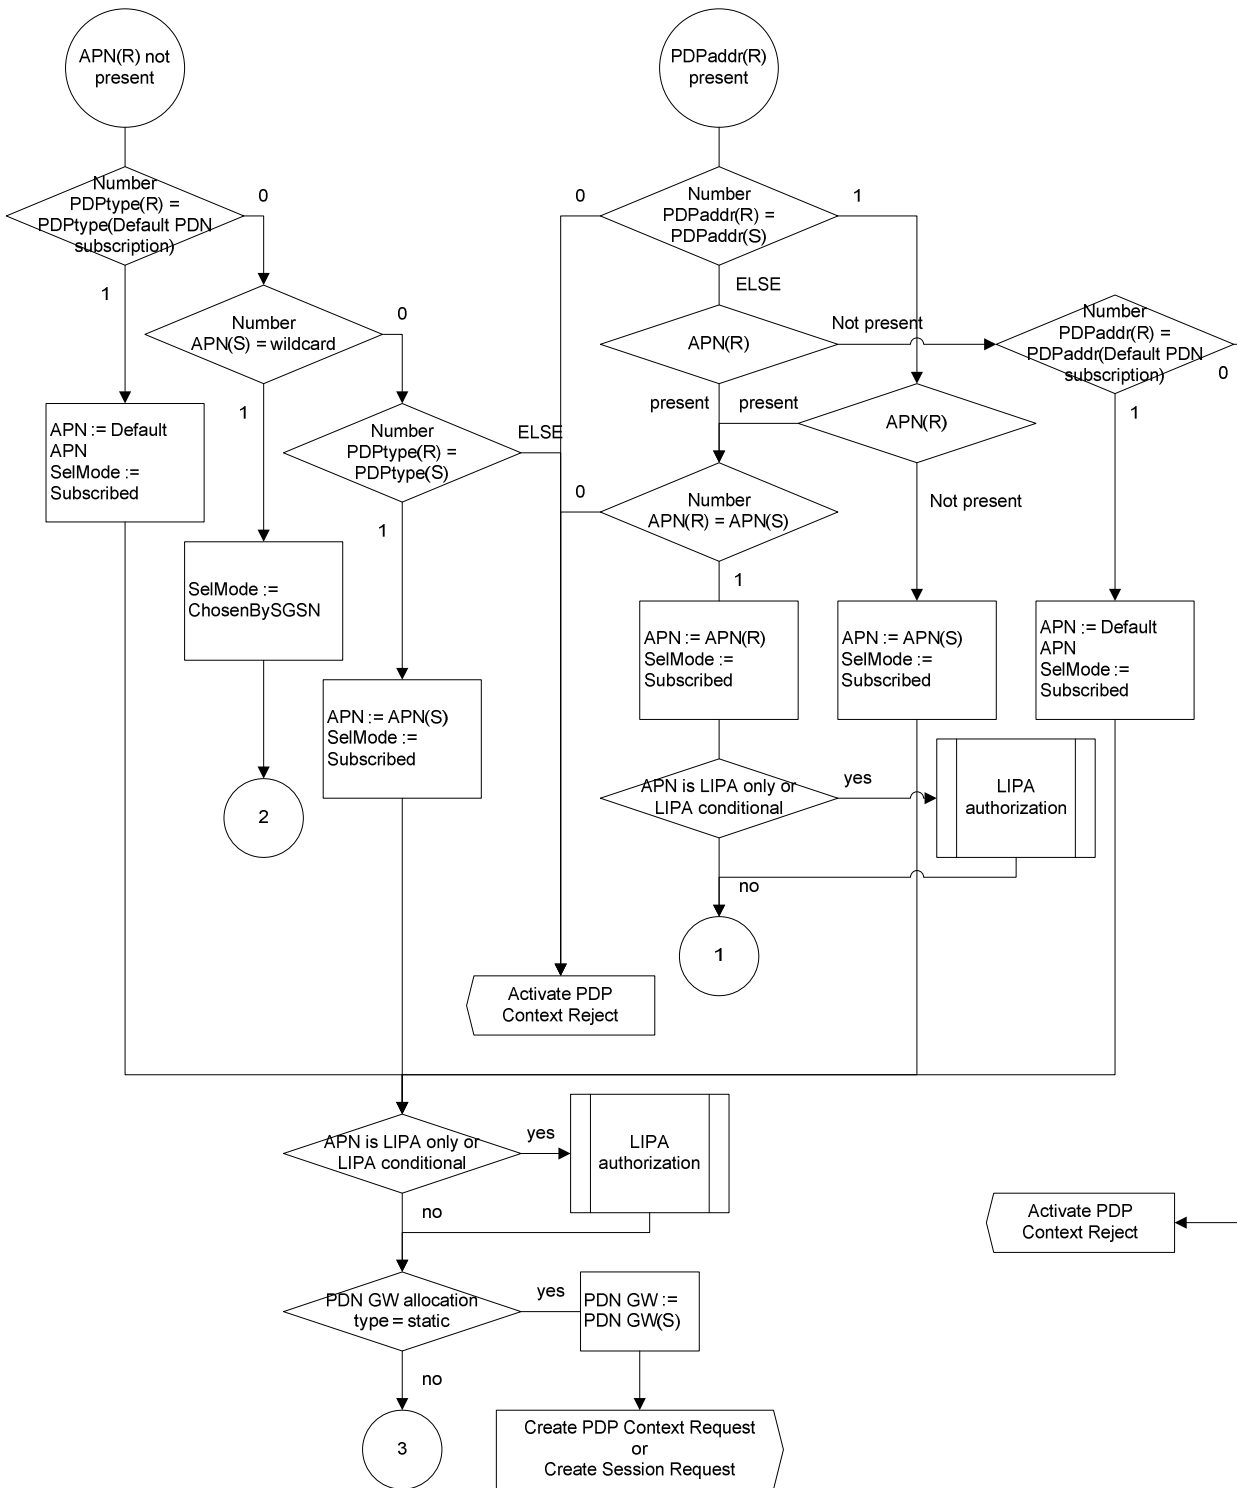 APN(R) not
present
PDPaddr(R)
present
Number
PDPtype(R) =
PDPtype(Default PDN
subscription)
0
1
Number
APN(S) = wildcard
0
1
Number
PDPtype(R) =
PDPtype(S)
ELSE
1
APN := Default
APN
SelMode :=
Subscribed
SelMode :=
ChosenBySGSN
2
APN := APN(S)
SelMode :=
Subscribed
0
Number
PDPaddr(R) =
PDPaddr(S)
1
ELSE
APN(R)
Not present
present
Number
PDPaddr(R) =
PDPaddr(Default PDN
subscription)
0
1
present
APN(R)
Not present
0
Number
APN(R) = APN(S)
1
APN := APN(R)
SelMode :=
Subscribed
APN := APN(S)
SelMode :=
Subscribed
APN := Default
APN
SelMode :=
Subscribed
APN is LIPA only or
LIPA conditional
yes
LIPA
authorization
no
1
Activate PDP
Context Reject
APN is LIPA only or
LIPA conditional
yes
LIPA
authorization
no
Activate PDP
Context Reject
PDN GW allocation
type = static
yes
PDN GW :=
PDN GW(S)
no
3
Create PDP Context Request
or
Create Session Request